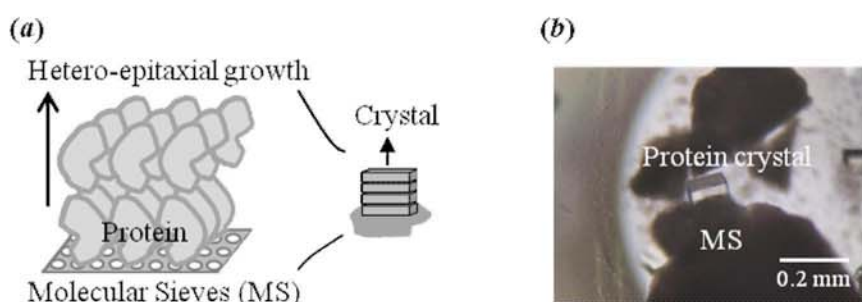 (a)
Hetero-epitaxial growth
Crystal
Protein
Molecular Sieves (MS)
(b)
Protein crystal
MS
0.2 mm